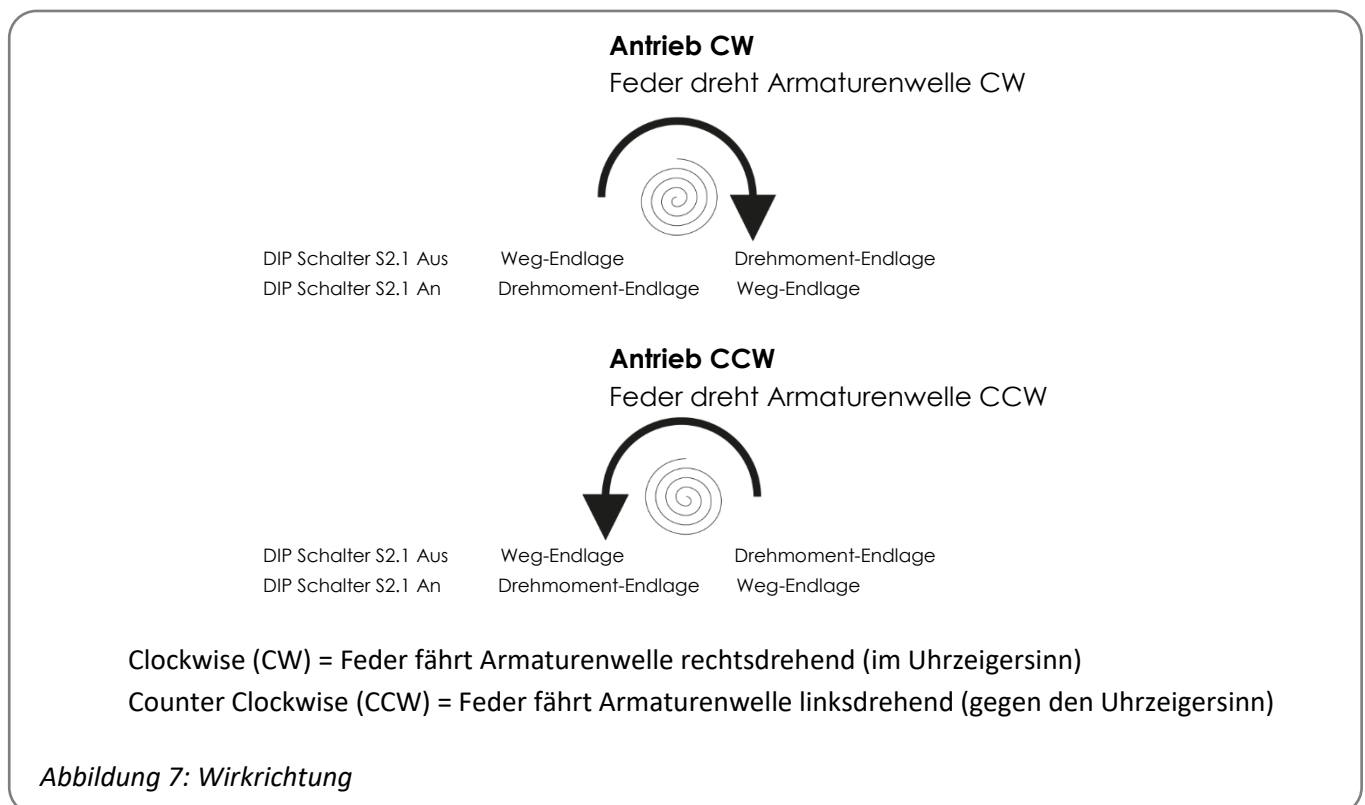 Antrieb CW
Feder dreht Armaturenwelle CW
DIP Schalter S2.1 Aus Weg-Endlage Drehmoment-Endlage
DIP Schalter S2.1 An Drehmoment-Endlage Weg-Endlage
Antrieb CCW
Feder dreht Armaturenwelle CCW
DIP Schalter S2.1 Aus Weg-Endlage Drehmoment-Endlage
DIP Schalter S2.1 An Drehmoment-Endlage Weg-Endlage
Clockwise (CW) = Feder fährt Armaturenwelle rechtsdrehend (im Uhrzeigersinn)
Counter Clockwise (CCW) = Feder fährt Armaturenwelle linksdrehend (gegen den Uhrzeigersinn)
Abbildung 7: Wirkrichtung